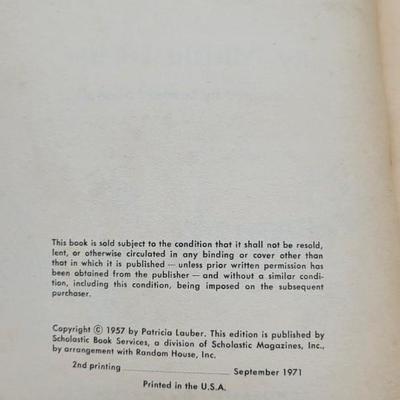 This book is sold subject to the condition that it shall not be resold,
lent, or otherwise circulated in any binding or cover other than
that in which it is published — unless prior written permission has
been obtained from the publisher — and without a similar condi-
tion, including this condition, being imposed on the subsequent
purchaser.
Copyright © 1957 by Patricia Lauber. This edition is published by
Scholastic Book Services, a division of Scholastic Magazines, Inc.,
by arrangement with Random House, Inc.
2nd printing September 1971
Printed in the U.S.A.